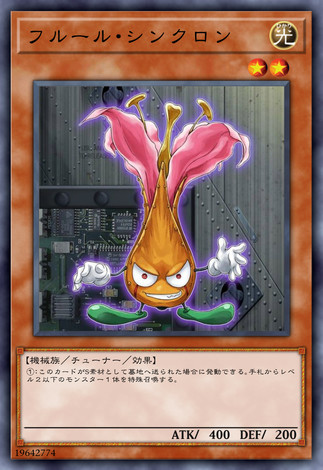 フルール・シンクロン
光
【機械族／チューナー／効果】
①：このカードがS素材として墓地へ送られた場合に発動できる。手札からレベ
ル２以下のモンスター１体を特殊召喚する。
ATK/ 400 DEF/ 200
19642774